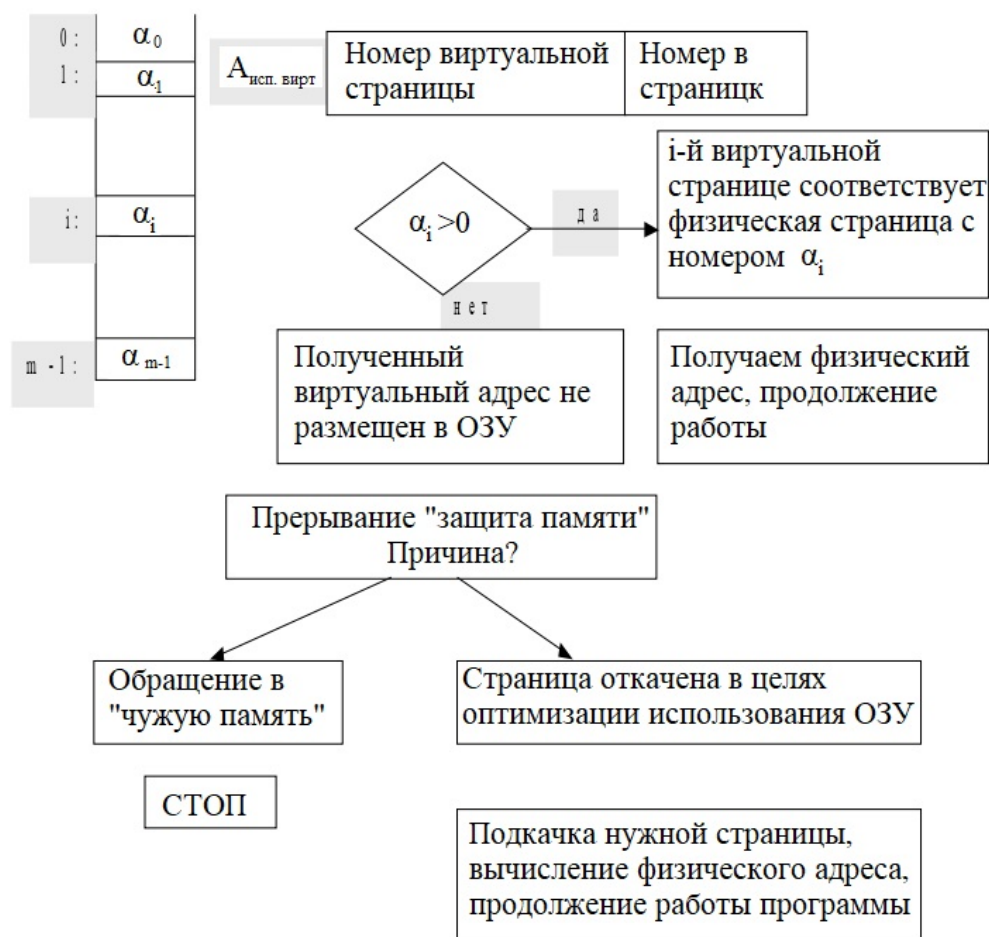 0: α0
1: α1
i: αi
m-1: αm-1
Aисп. вирт
Номер виртуальной
страницы
Номер в
страницк
αi >0
да
i-й виртуальной
странице соответствует
физическая страница с
номером αi
нет
Полученный
виртуальный адрес не
размещен в ОЗУ
Получаем физический
адрес, продолжение
работы
Прерывание "защита памяти"
Причина?
Обращение в
"чужую память"
Страница откачена в целях
оптимизации использования ОЗУ
СТОП
Подкачка нужной страницы,
вычисление физического адреса,
продолжение работы программы